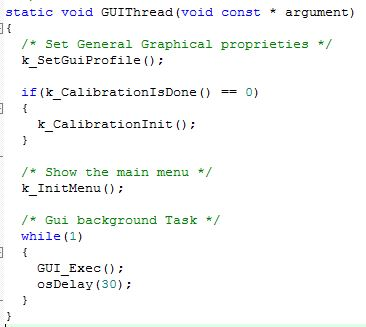 static void GUIThread(void const * argument)
{
/* Set General Graphical proprieties */
k_SetGuiProfile();
if(k_CalibrationIsDone() == 0)
{
k_CalibrationInit();
}
/* Show the main menu */
k_InitMenu();
/* Gui background Task */
while(1)
{
GUI_Exec();
osDelay(30);
}
}